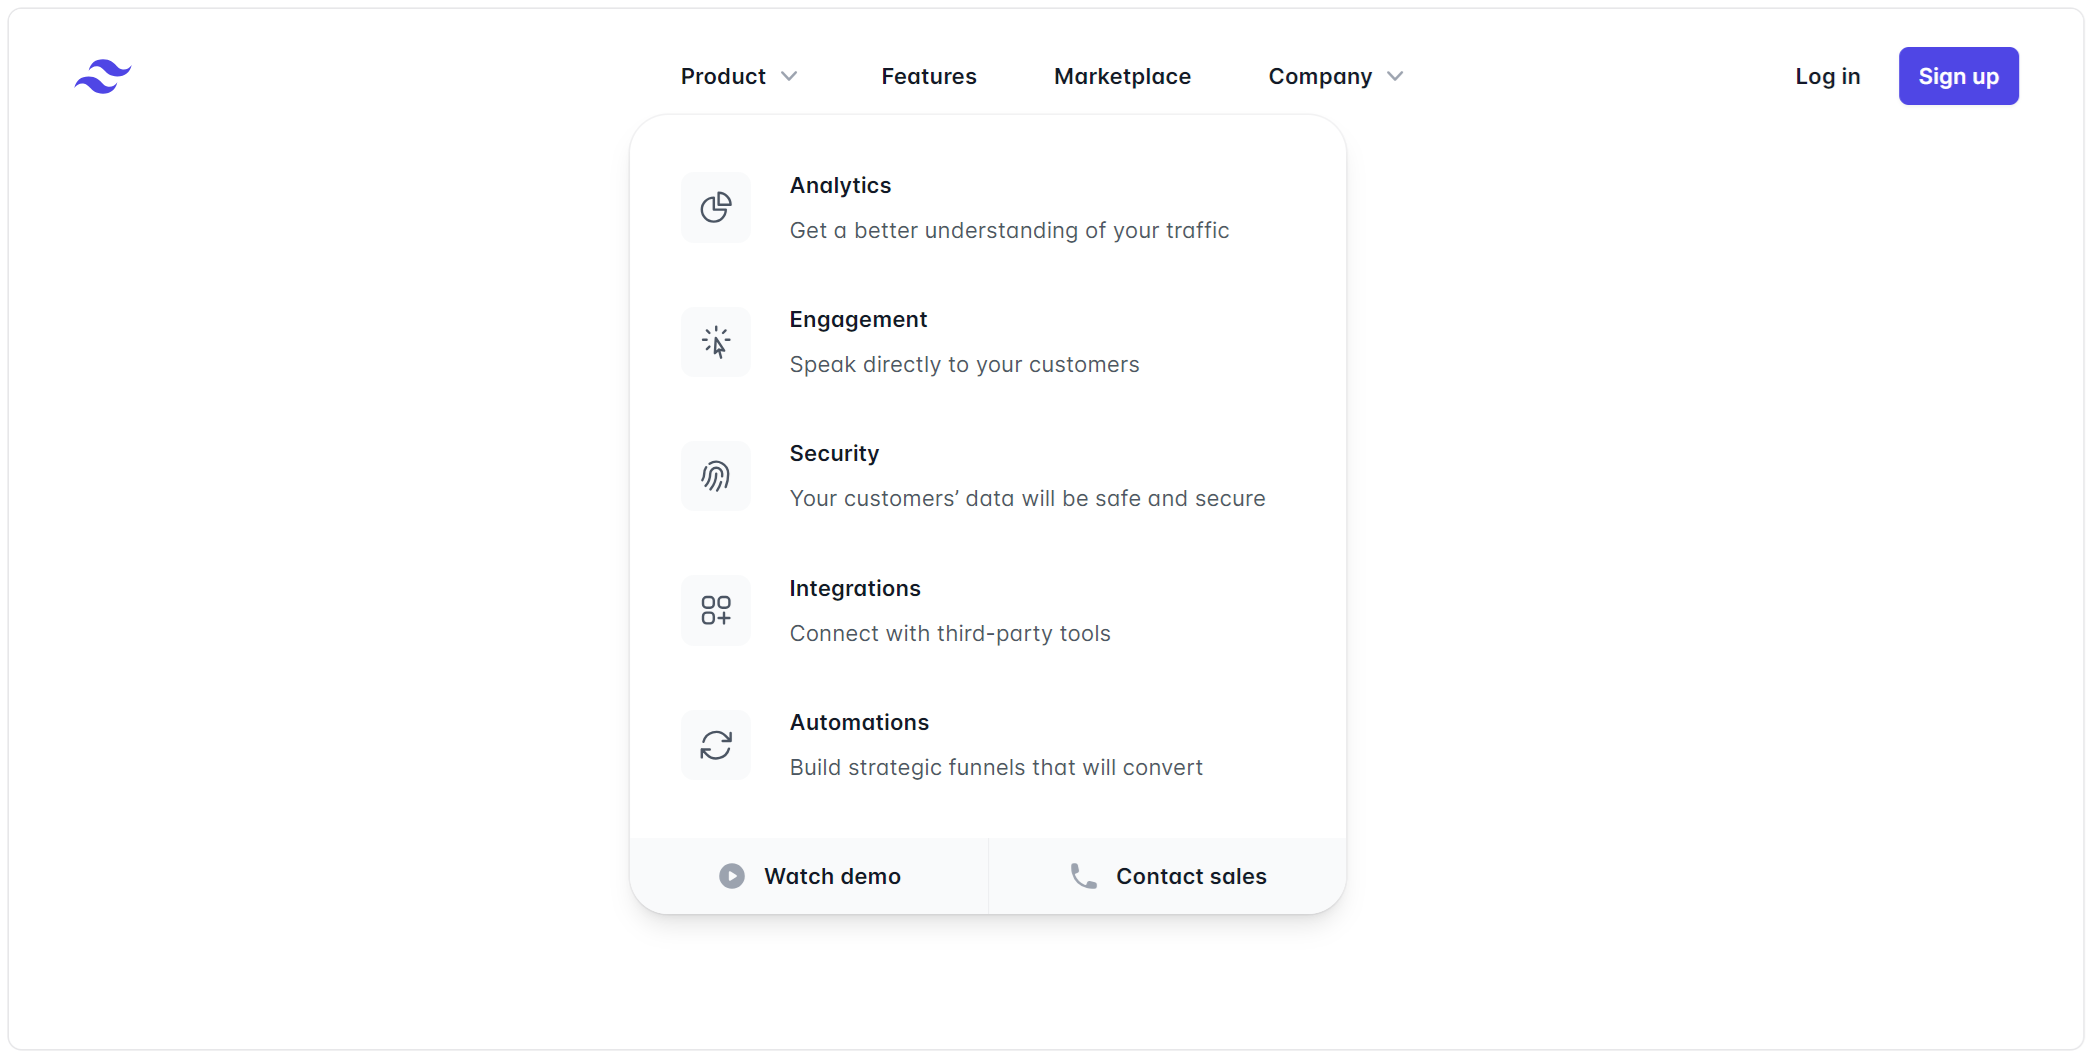 Product Features Marketplace Company Log in Sign up
Analytics
Get a better understanding of your traffic
Engagement
Speak directly to your customers
Security
Your customers’ data will be safe and secure
Integrations
Connect with third-party tools
Automations
Build strategic funnels that will convert
Watch demo Contact sales